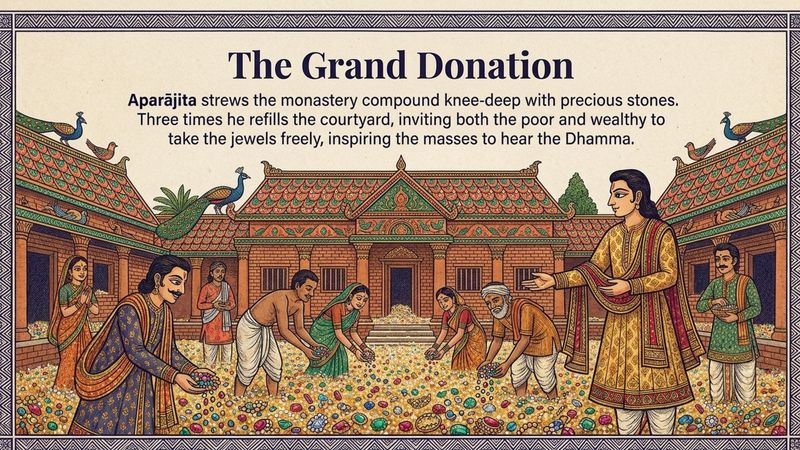 The Grand Donation
Aparājita strews the monastery compound knee-deep with precious stones.
Three times he refills the courtyard, inviting both the poor and wealthy to
take the jewels freely, inspiring the masses to hear the Dhamma.